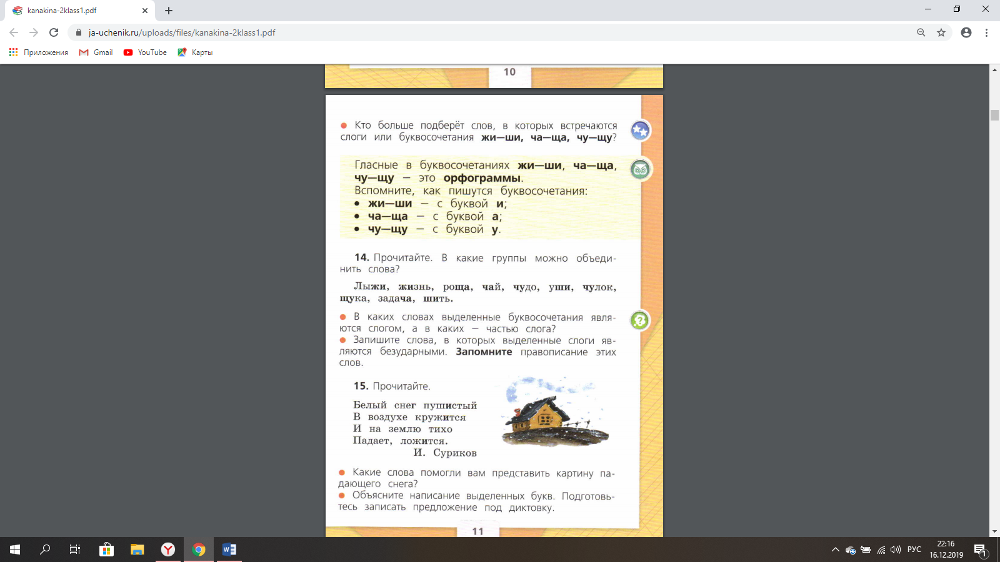 kanakina-2klass1.pdf
ja-uchenik.ru/uploads/files/kanakina-2klass1.pdf
Приложения Gmail YouTube Карты
10
Кто больше подберёт слов, в которых встречаются
слоги или буквосочетания жи—ши, ча—ща, чу—щу?
Гласные в буквосочетаниях жи—ши, ча—ща,
чу—щу — это орфограммы.
Вспомните, как пишутся буквосочетания:
• жи—ши — с буквой и;
• ча—ща — с буквой а;
• чу—щу — с буквой у.
14. Прочитайте. В какие группы можно объеди-
нить слова?
Лыжи, жизнь, роща, чай, чудо, уши, чулок,
щука, задача, шить.
В каких словах выделенные буквосочетания явля-
ются слогом, а в каких — частью слога?
Запишите слова, в которых выделенные слоги яв-
ляются безударными. Запомните правописание этих
слов.
15. Прочитайте.
Белый снег пушистый
В воздухе кружится
И на землю тихо
Падает, ложится.
И. Суриков
Какие слова помогли вам представить картину па-
дающего снега?
Объясните написание выделенных букв. Подготовь-
тесь записать предложение под диктовку.
11
РУС
22:16
16.12.2019
1